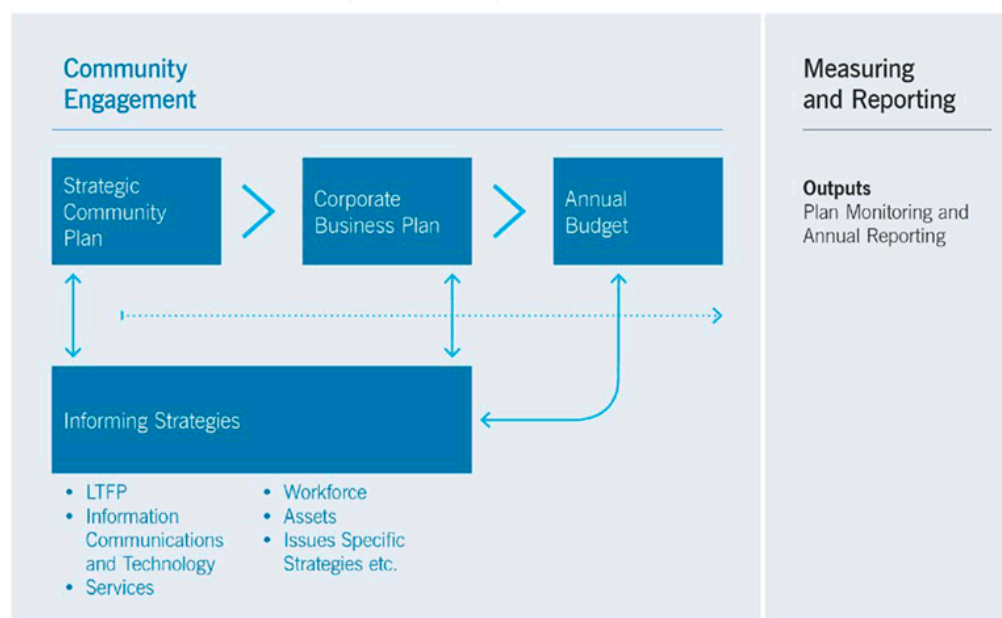 Community
Engagement
Strategic
Community
Plan
Corporate
Business Plan
Annual
Budget
Informing Strategies
• LTFP
• Information
Communications
and Technology
• Services
• Workforce
• Assets
• Issues Specific
Strategies etc.
Measuring
and Reporting
Outputs
Plan Monitoring and
Annual Reporting